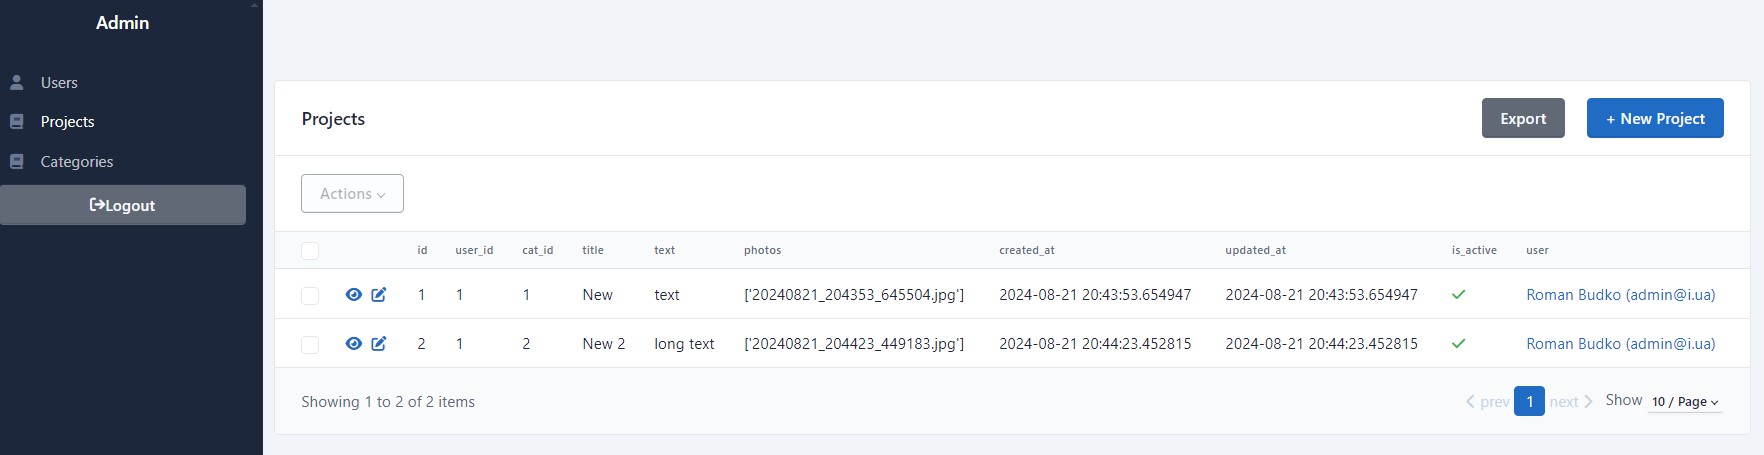 Admin
Users
Projects
Categories
Logout
Projects
Export
+ New Project
Actions
id user_id cat_id title text photos created_at updated_at is_active user
1 1 1 New text ['20240821_204353_645504.jpg'] 2024-08-21 20:43:53.654947 2024-08-21 20:43:53.654947 Roman Budko (admin@i.ua)
2 1 2 New 2 long text ['20240821_204423_449183.jpg'] 2024-08-21 20:44:23.452815 2024-08-21 20:44:23.452815 Roman Budko (admin@i.ua)
Showing 1 to 2 of 2 items
prev 1 next Show 10 / Page